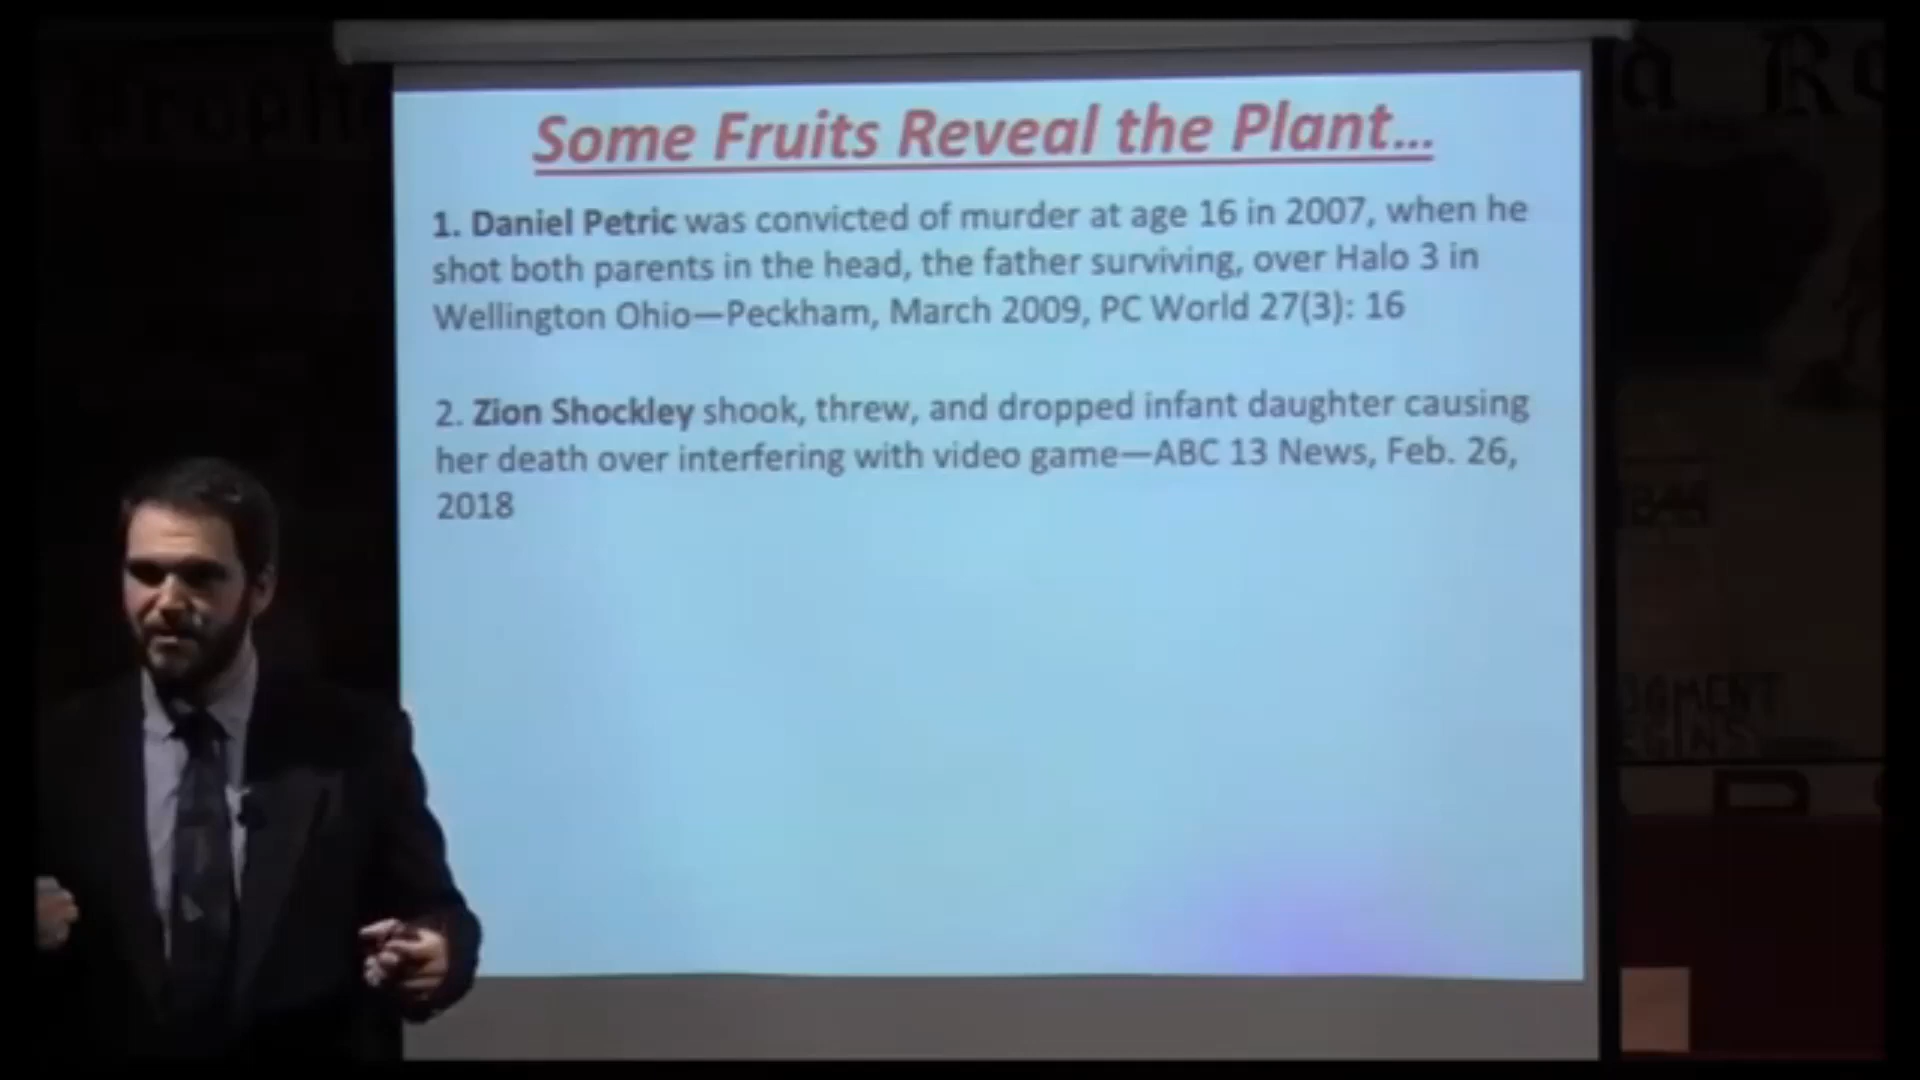 Some Fruits Reveal the Plant...
1. Daniel Petric was convicted of murder at age 16 in 2007, when he
shot both parents in the head, the father surviving, over Halo 3 in
Wellington Ohio—Peckham, March 2009, PC World 27(3): 16
2. Zion Shockley shook, threw, and dropped infant daughter causing
her death over interfering with video game—ABC 13 News, Feb. 26,
2018
1844